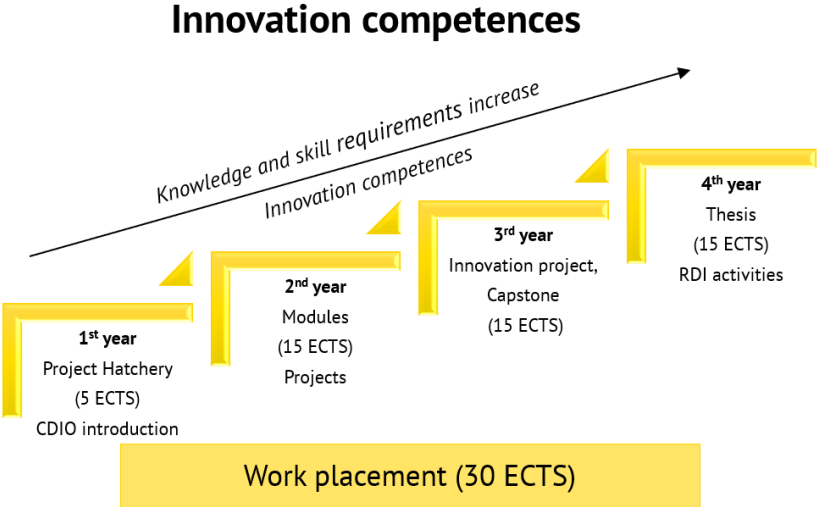 Innovation competences
Knowledge and skill requirements increase
Innovation competences
1st year
Project Hatchery
(5 ECTS)
CDIO introduction
2nd year
Modules
(15 ECTS)
Projects
3rd year
Innovation project,
Capstone
(15 ECTS)
4th year
Thesis
(15 ECTS)
RDI activities
Work placement (30 ECTS)